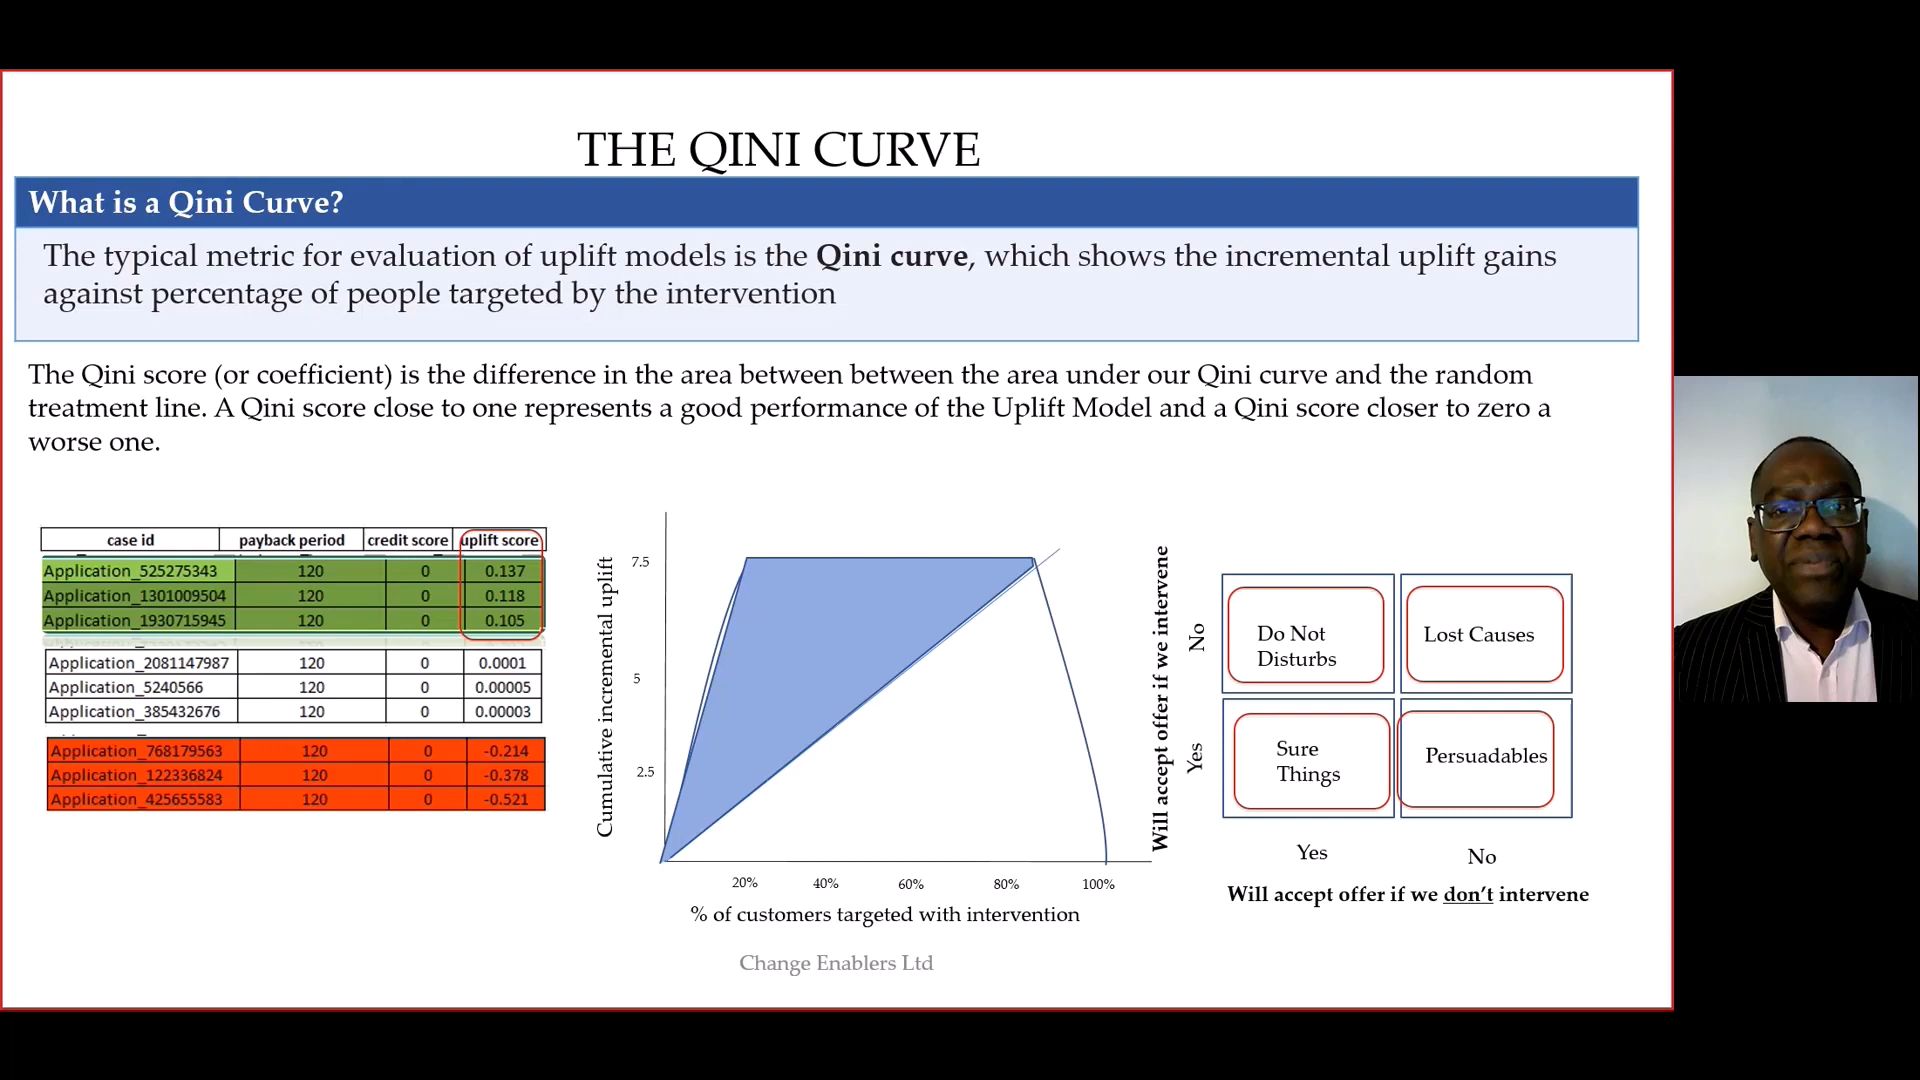 THE QINI CURVE
What is a Qini Curve?
The typical metric for evaluation of uplift models is the Qini curve, which shows the incremental uplift gains
against percentage of people targeted by the intervention
The Qini score (or coefficient) is the difference in the area between between the area under our Qini curve and the random
treatment line. A Qini score close to one represents a good performance of the Uplift Model and a Qini score closer to zero a
worse one.
case id payback period credit score uplift score
Application_525275343 120 0 0.137
Application_1301009504 120 0 0.118
Application_1930715945 120 0 0.105
Application_2081147987 120 0 0.0001
Application_5240566 120 0 0.00005
Application_385432676 120 0 0.00003
Application_768179563 120 0 -0.214
Application_122336824 120 0 -0.378
Application_425655583 120 0 -0.521
Cumulative incremental uplift
7.5
5
2.5
20% 40% 60% 80% 100%
% of customers targeted with intervention
Will accept offer if we intervene
No
Yes
Do Not
Disturbs
Lost Causes
Sure
Things
Persuadables
Yes No
Will accept offer if we don't intervene
Change Enablers Ltd